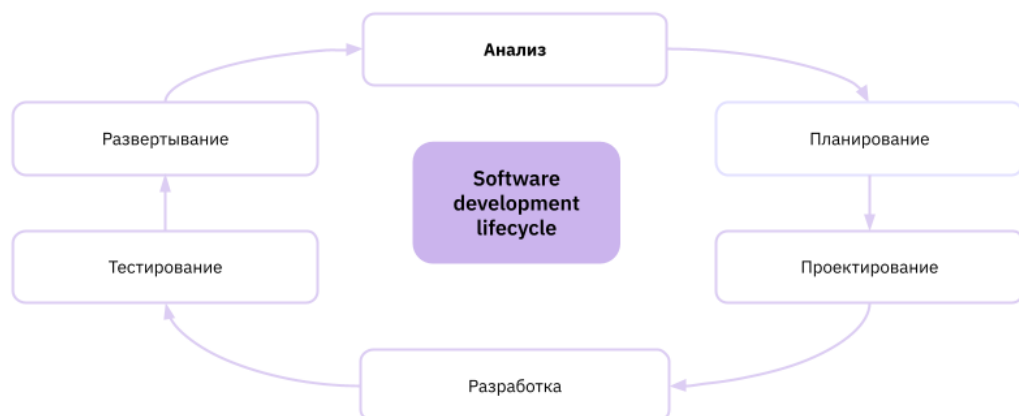 Анализ
Развертывание
Планирование
Software
development
lifecycle
Тестирование
Проектирование
Разработка